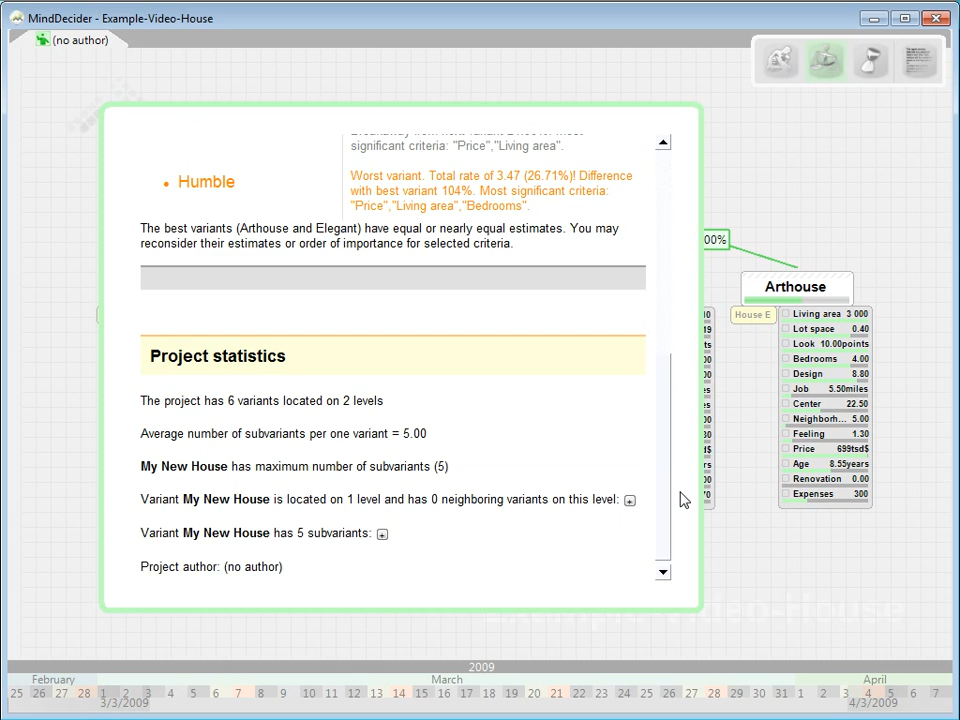 MindDecider - Example-Video-House
(no author)
significant criteria: "Price","Living area".
• Humble
Worst variant. Total rate of 3.47 (26.71%)! Difference
with best variant 104%. Most significant criteria:
"Price","Living area","Bedrooms".
The best variants (Arthouse and Elegant) have equal or nearly equal estimates. You may
reconsider their estimates or order of importance for selected criteria.
Project statistics
The project has 6 variants located on 2 levels
Average number of subvariants per one variant = 5.00
My New House has maximum number of subvariants (5)
Variant My New House is located on 1 level and has 0 neighboring variants on this level:
Variant My New House has 5 subvariants:
Project author: (no author)
00%
Arthouse
House E
Living area 3 000
Lot space 0.40
Look 10.00points
Bedrooms 4.00
Design 8.80
Job 5.50miles
Center 22.50
Neighborh... 5.00
Feeling 1.30
Price 699tsd$
Age 8.55years
Renovation 0.00
Expenses 300
2009
February March April
25 26 27 28 1 2 3 4 5 6 7 8 9 10 11 12 13 14 15 16 17 18 19 20 21 22 23 24 25 26 27 28 29 30 31 1 2 3 4 5 6 7
3/3/2009 4/3/2009